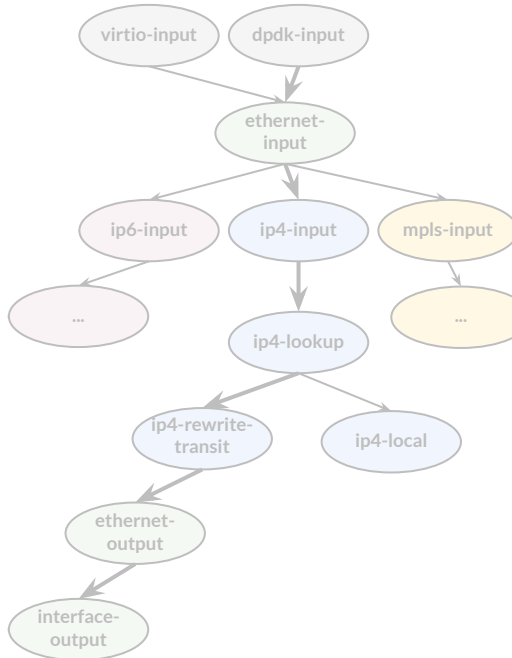 virtio-input
dpdk-input
ethernet-
input
ip6-input
ip4-input
mpls-input
...
...
ip4-lookup
ip4-rewrite-
transit
ip4-local
ethernet-
output
interface-
output